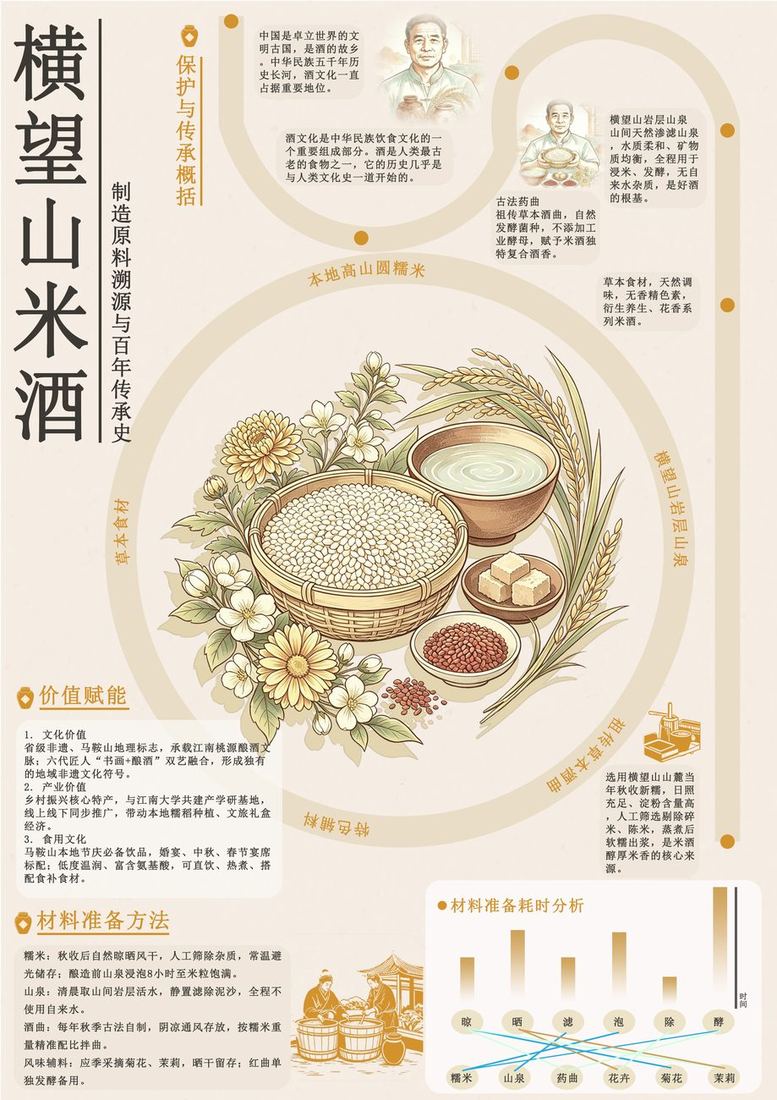 横望山米酒
制造原料溯源与百年传承史
保护与传承概括
中国是卓立世界的文
明古国，是酒的故乡
。中华民族五千年历
史长河，酒文化一直
占据重要地位。
酒文化是中华民族饮食文化的一
个重要组成部分。酒是人类最古
老的食物之一，它的历史几乎是
与人类文化史一道开始的。
古法药曲
祖传草本酒曲，自然
发酵菌种，不添加工
业酵母，赋予米酒独
特复合酒香。
横望山岩层山泉
山间天然渗滤山泉
，水质柔和、矿物
质均衡，全程用于
浸米、发酵，无自
来水杂质，是好酒
的根基。
草本食材，天然调
味，无香精色素，
衍生养生、花香系
列米酒。
本地高山圆糯米
横望山岩层山泉
祖传草本酒曲
特色辅料
草本食材
选用横望山山麓当
年秋收新糯，日照
充足、淀粉含量高
，人工筛选剔除碎
米、陈米，蒸煮后
软糯出浆，是米酒
醇厚米香的核心来
源。
价值赋能
1. 文化价值
省级非遗、马鞍山地理标志，承载江南桃源酿酒文
脉；六代匠人“书画+酿酒”双艺融合，形成独有
的地域非遗文化符号。
2. 产业价值
乡村振兴核心特产，与江南大学共建产学研基地，
线上线下同步推广，带动本地糯稻种植、文旅礼盒
经济。
3. 食用文化
马鞍山本地节庆必备饮品，婚宴、中秋、春节宴席
标配；低度温润、富含氨基酸，可直饮、热煮、搭
配食补食材。
材料准备方法
糯米：秋收后自然晾晒风干，人工筛除杂质，常温避
光储存；酿造前山泉浸泡8小时至米粒饱满。
山泉：清晨取山间岩层活水，静置滤除泥沙，全程不
使用自来水。
酒曲：每年秋季古法自制，阴凉通风存放，按糯米重
量精准配比拌曲。
风味辅料：应季采摘菊花、茉莉，晒干留存；红曲单
独发酵备用。
材料准备耗时分析
时间
晾 晒 滤 泡 除 酵
糯米 山泉 药曲 花卉 菊花 茉莉